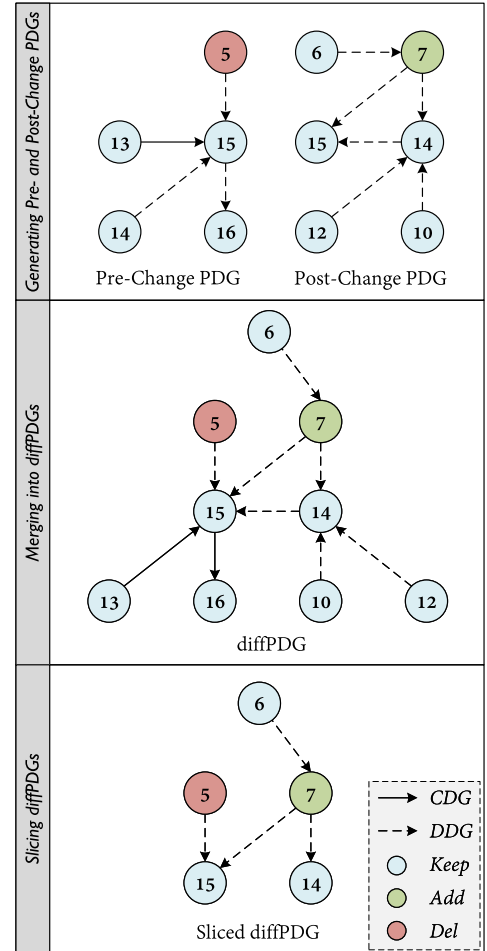 Generating Pre- and Post-Change PDGs
5
6
7
13
15
15
14
14
16
12
10
Pre-Change PDG
Post-Change PDG
Merging into diffPDGs
6
5
7
15
14
13
16
10
12
diffPDG
Slicing diffPDGs
6
5
7
15
14
Sliced diffPDG
CDG
DDG
Keep
Add
Del